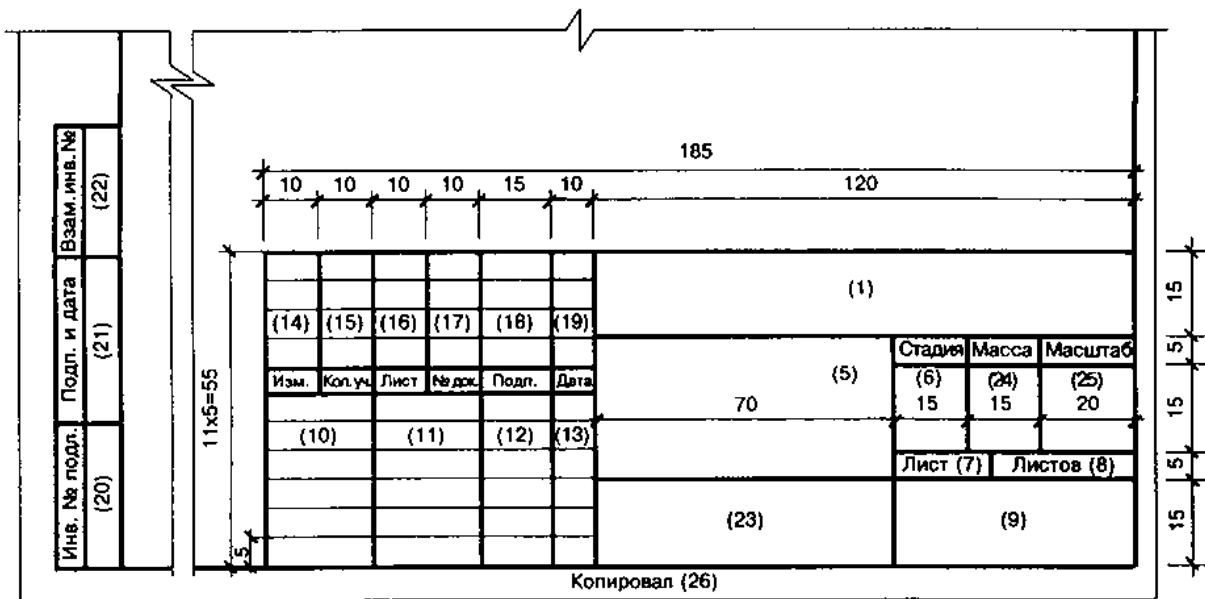 185
10 10 10 10 15 10 120
Взам. инв. №
(22)
Подп. и дата
(21)
Инв. № подл.
(20)
11x5=55
5
(1)
15
(14) (15) (16) (17) (18) (19)
Стадия Масса Масштаб
5
(5)
(6) (24) (25)
Изм. Кол.уч. Лист №док. Подп. Дата
70 15 15 20
15
(10) (11) (12) (13)
Лист (7) Листов (8)
5
(23) (9)
15
Копировал (26)